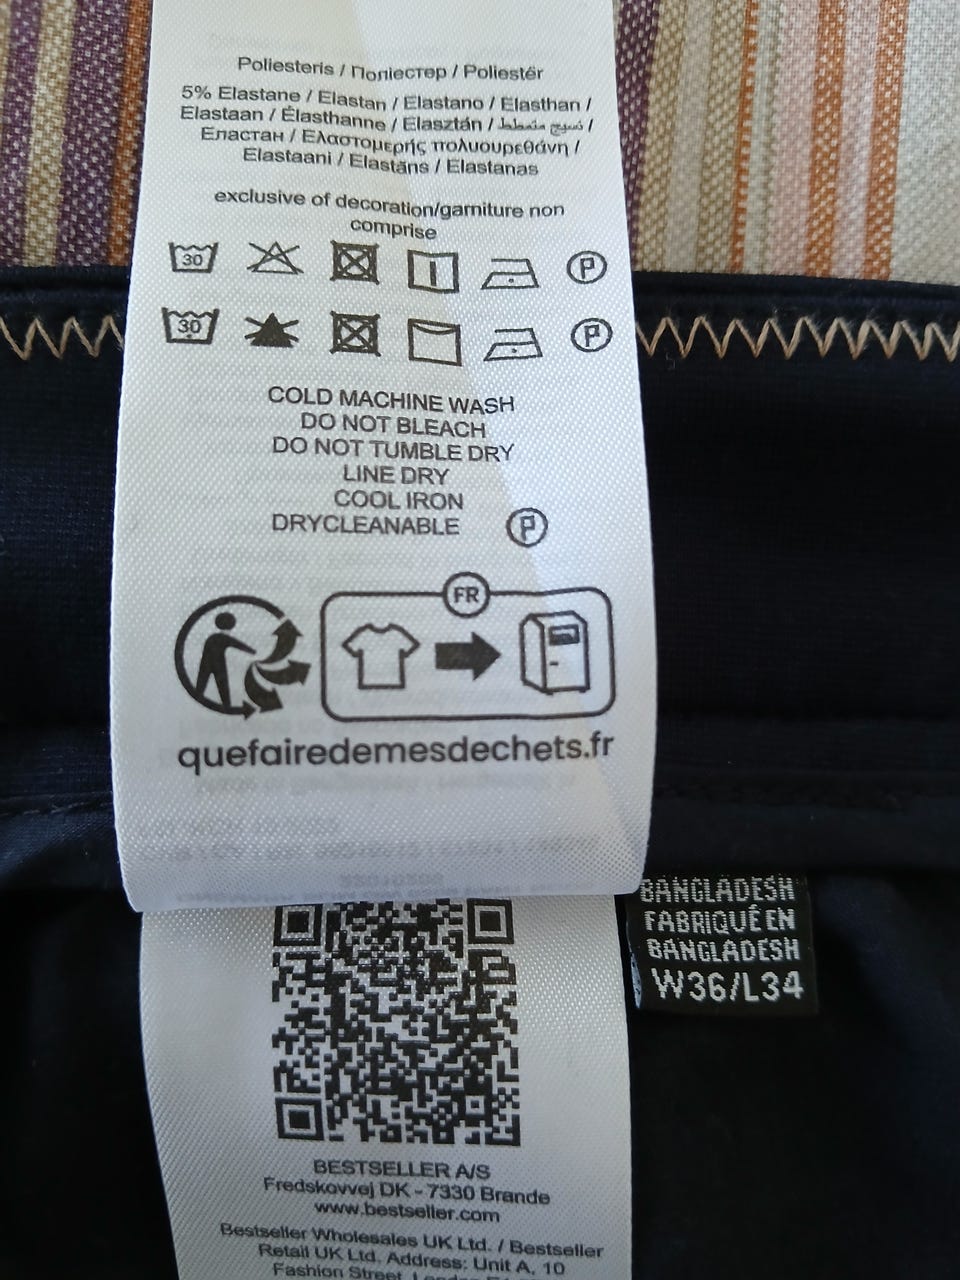 Poliesteris / Полиестер / Poliestēr
5% Elastane / Elastan / Elastano / Elasthan /
Elastaan / Élasthanne / Elasztán / نسيج متمطط /
Еластан / Ελαστομερής πολυουρεθάνη /
Elastaani / Elastāns / Elastanas
exclusive of decoration/garniture non
comprise
30 P
30 P
COLD MACHINE WASH
DO NOT BLEACH
DO NOT TUMBLE DRY
LINE DRY
COOL IRON
DRYCLEANABLE P
FR
quefairedemesdechets.fr
BANGLADESH
FABRIQUÉ EN
BANGLADESH
W36/L34
BESTSELLER A/S
Fredskovvej DK - 7330 Brande
www.bestseller.com
Bestseller Wholesales UK Ltd. / Bestseller
Retail UK Ltd. Address: Unit A, 10
Fashion Street, London